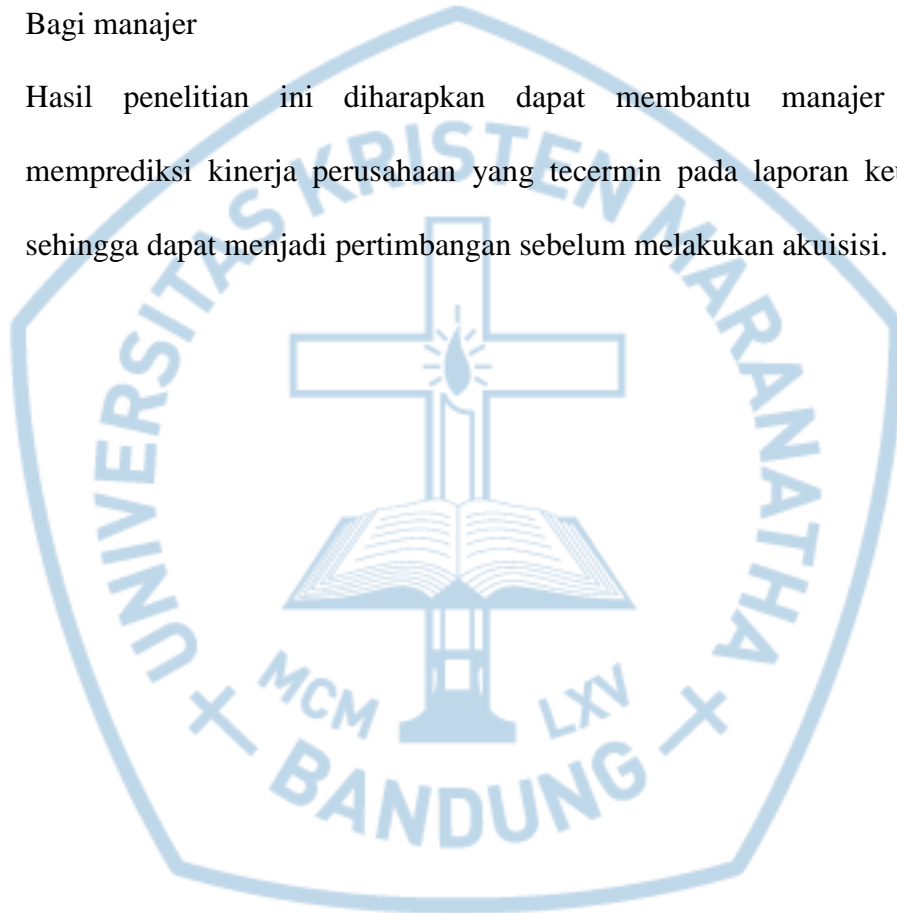 Bagi manajer
Hasil penelitian ini diharapkan dapat membantu manajer
memprediksi kinerja perusahaan yang tecermin pada laporan keu
sehingga dapat menjadi pertimbangan sebelum melakukan akuisisi.
UNIVERSITAS KRISTEN MARANATHA
MCM LXV
BANDUNG